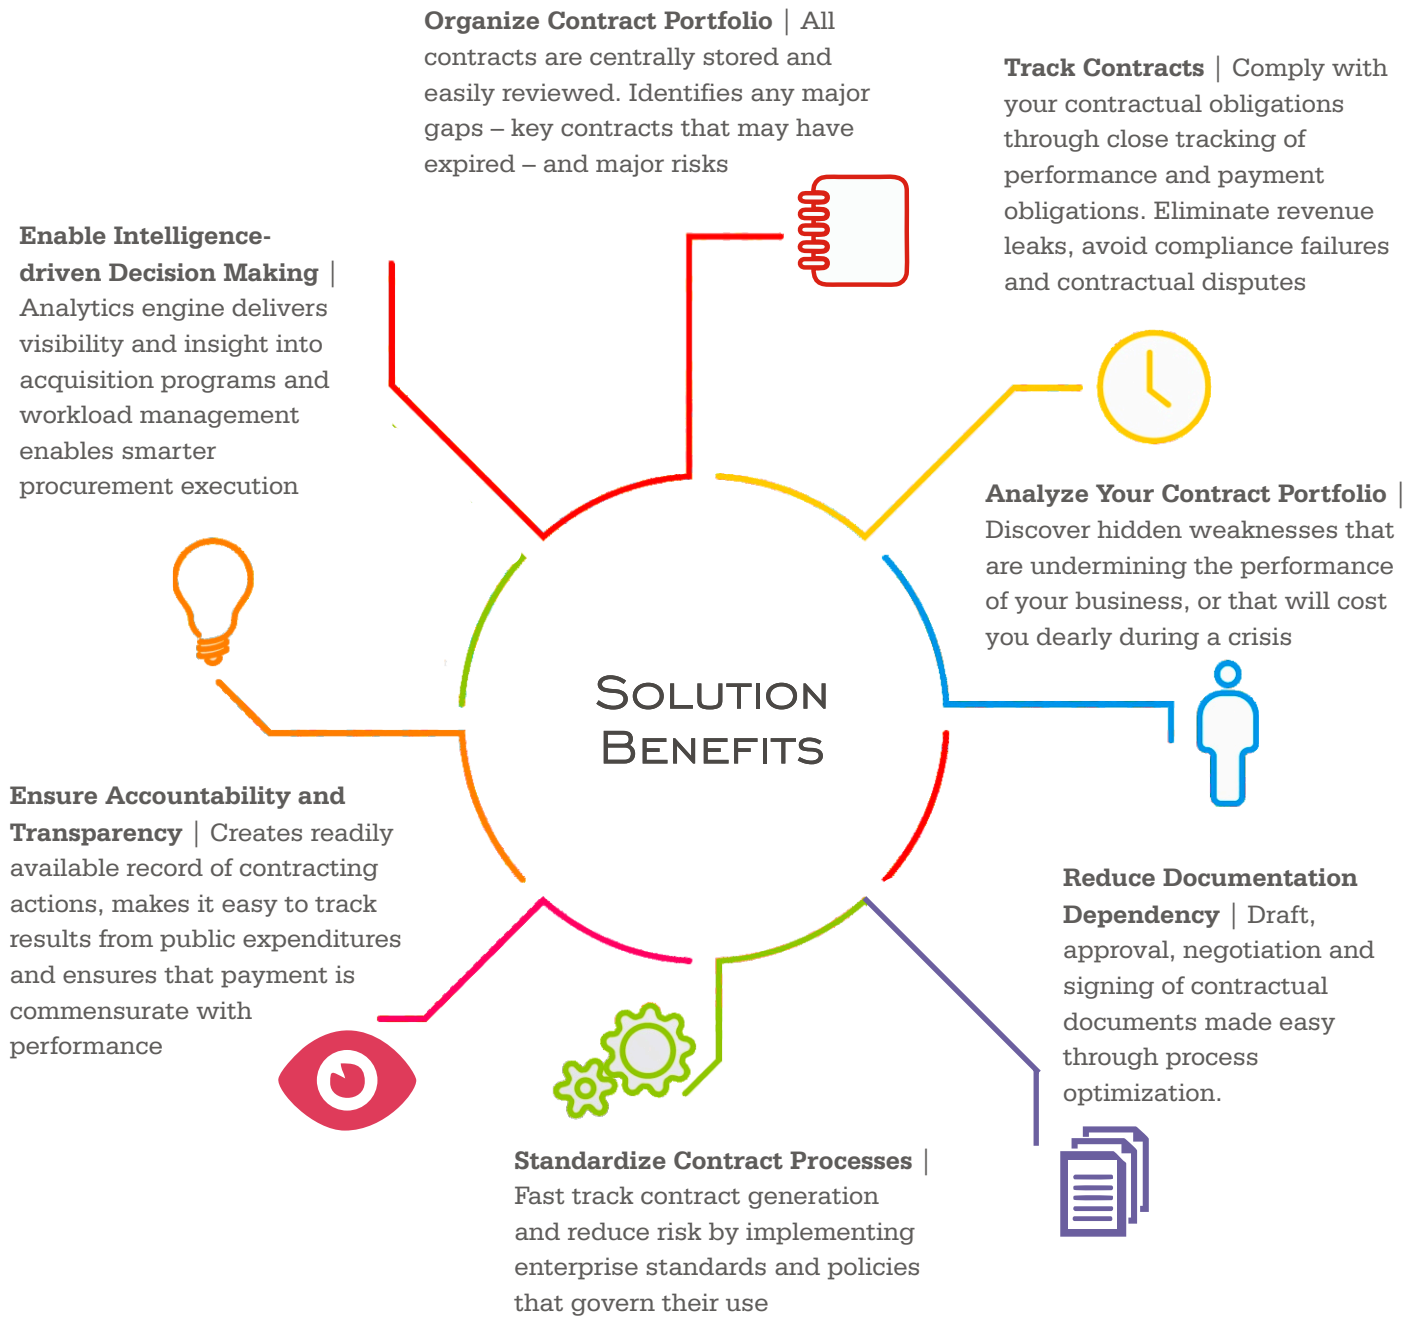 Organize Contract Portfolio | All
contracts are centrally stored and
easily reviewed. Identifies any major
gaps – key contracts that may have
expired – and major risks
Track Contracts | Comply with
your contractual obligations
through close tracking of
performance and payment
obligations. Eliminate revenue
leaks, avoid compliance failures
and contractual disputes
Analyze Your Contract Portfolio |
Discover hidden weaknesses that
are undermining the performance
of your business, or that will cost
you dearly during a crisis
Reduce Documentation
Dependency | Draft,
approval, negotiation and
signing of contractual
documents made easy
through process
optimization.
Standardize Contract Processes |
Fast track contract generation
and reduce risk by implementing
enterprise standards and policies
that govern their use
Ensure Accountability and
Transparency | Creates readily
available record of contracting
actions, makes it easy to track
results from public expenditures
and ensures that payment is
commensurate with
performance
Enable Intelligence-
driven Decision Making |
Analytics engine delivers
visibility and insight into
acquisition programs and
workload management
enables smarter
procurement execution
SOLUTION
BENEFITS